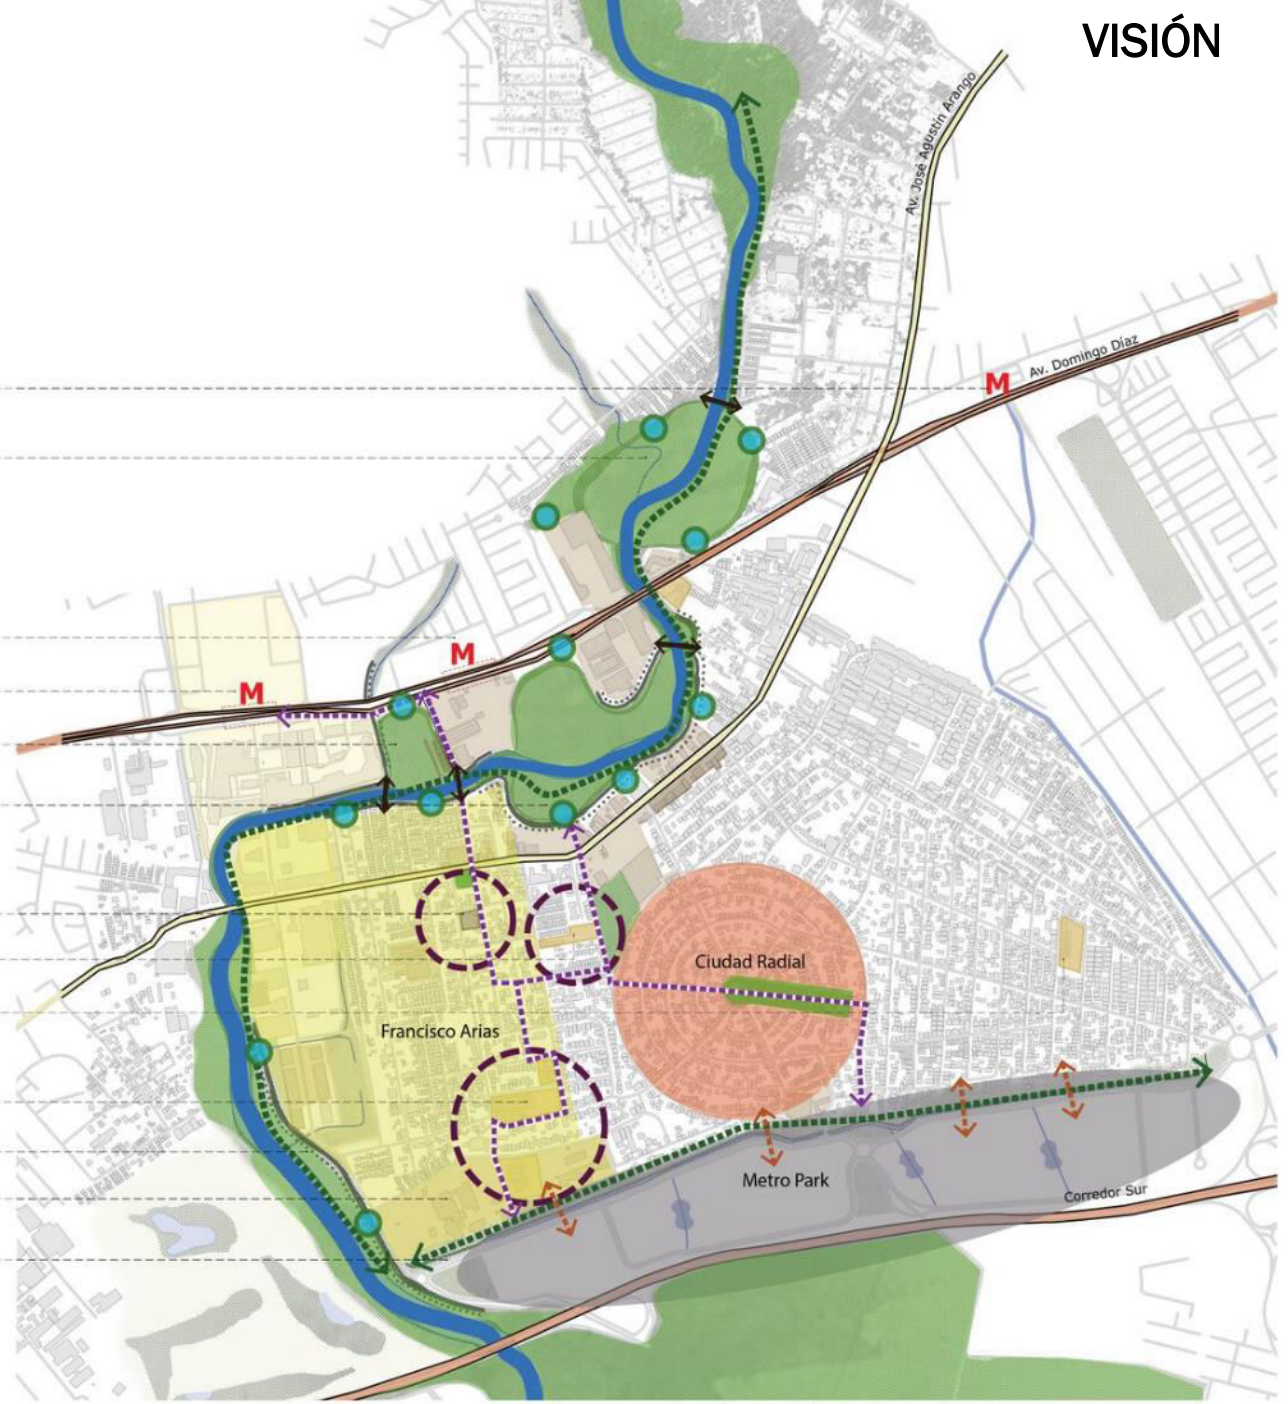 VISIÓN
Av. José Agustín Arango
Av. Domingo Díaz
M
M
M
Ciudad Radial
Francisco Arias
Metro Park
Corredor Sur